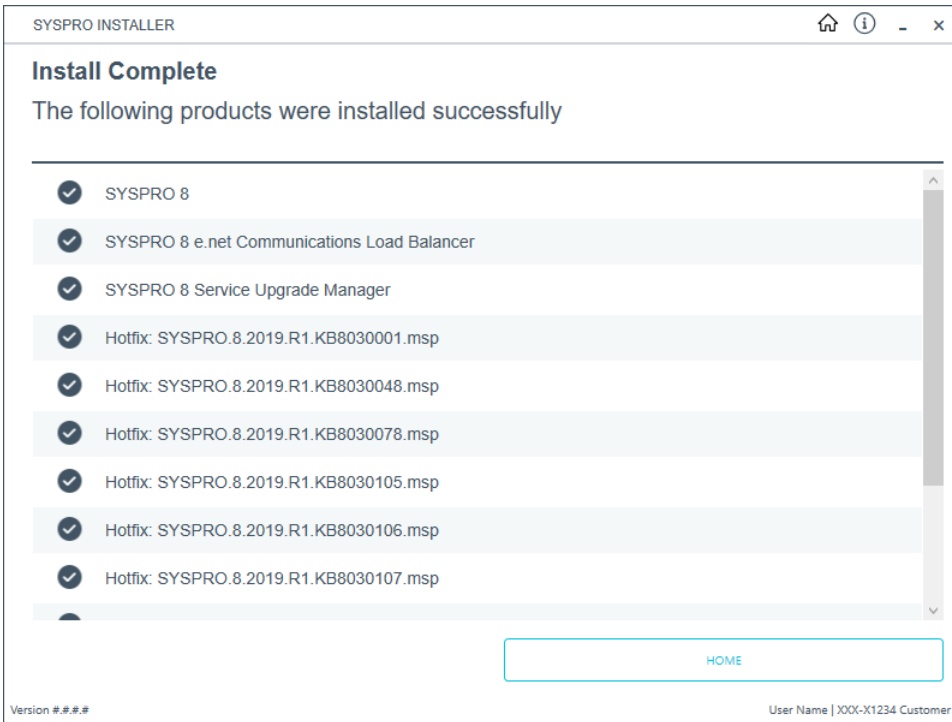 SYSPRO INSTALLER
Install Complete
The following products were installed successfully
SYSPRO 8
SYSPRO 8 e.net Communications Load Balancer
SYSPRO 8 Service Upgrade Manager
Hotfix: SYSPRO.8.2019.R1.KB8030001.msp
Hotfix: SYSPRO.8.2019.R1.KB8030048.msp
Hotfix: SYSPRO.8.2019.R1.KB8030078.msp
Hotfix: SYSPRO.8.2019.R1.KB8030105.msp
Hotfix: SYSPRO.8.2019.R1.KB8030106.msp
Hotfix: SYSPRO.8.2019.R1.KB8030107.msp
HOME
Version #.#.#.#
User Name | XXX-X1234 Customer